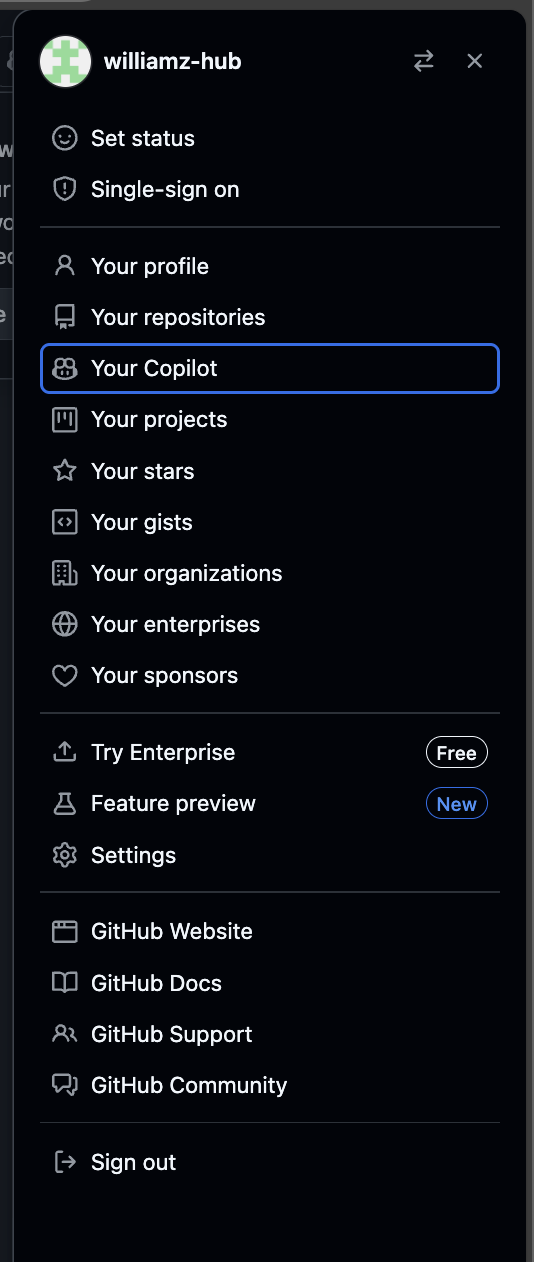 williamz-hub
Set status
Single-sign on
Your profile
Your repositories
Your Copilot
Your projects
Your stars
Your gists
Your organizations
Your enterprises
Your sponsors
Try Enterprise Free
Feature preview New
Settings
GitHub Website
GitHub Docs
GitHub Support
GitHub Community
Sign out